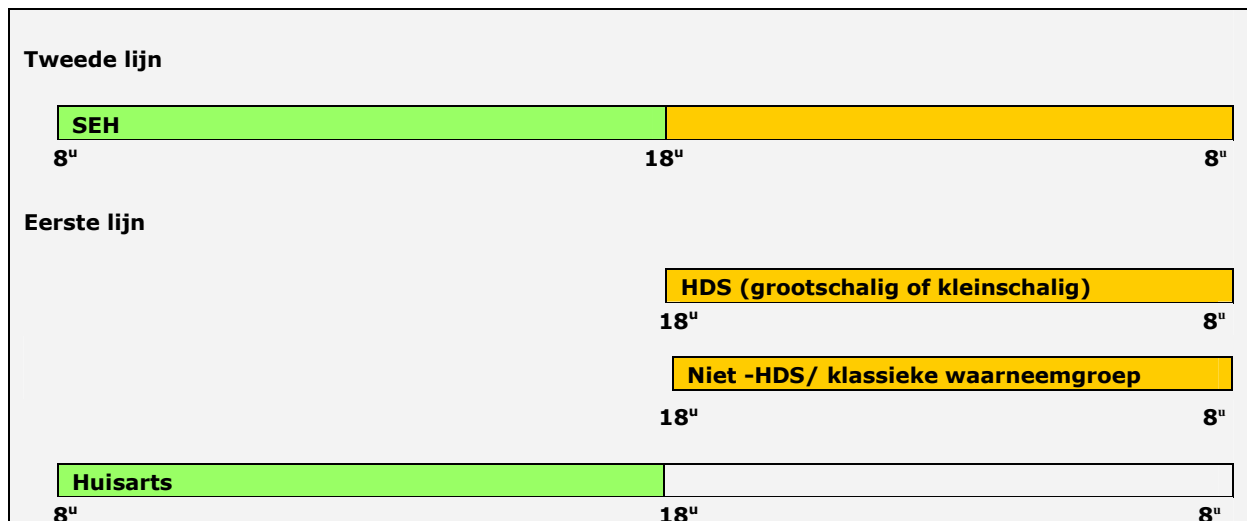 Tweede lijn
SEH
8u 18u 8u
Eerste lijn
HDS (grootschalig of kleinschalig)
18u 8u
Niet -HDS/ klassieke waarneemgroep
18u 8u
Huisarts
8u 18u 8u